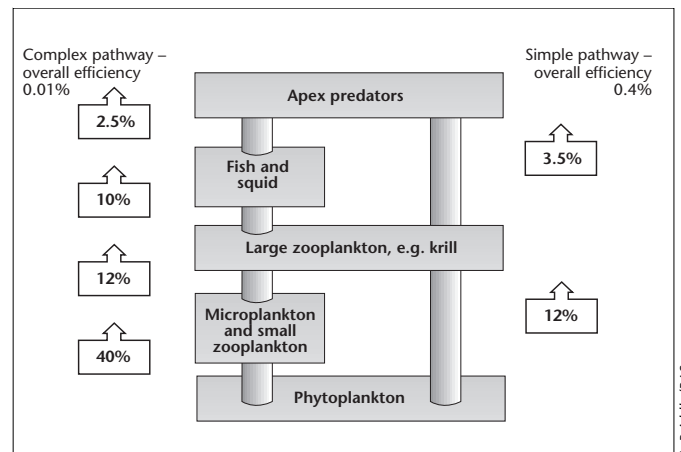 Complex pathway –
overall efficiency
0.01%
Simple pathway –
overall efficiency
0.4%
Apex predators
2.5%
3.5%
Fish and
squid
10%
Large zooplankton, e.g. krill
12%
12%
Microplankton
and small
zooplankton
40%
Phytoplankton